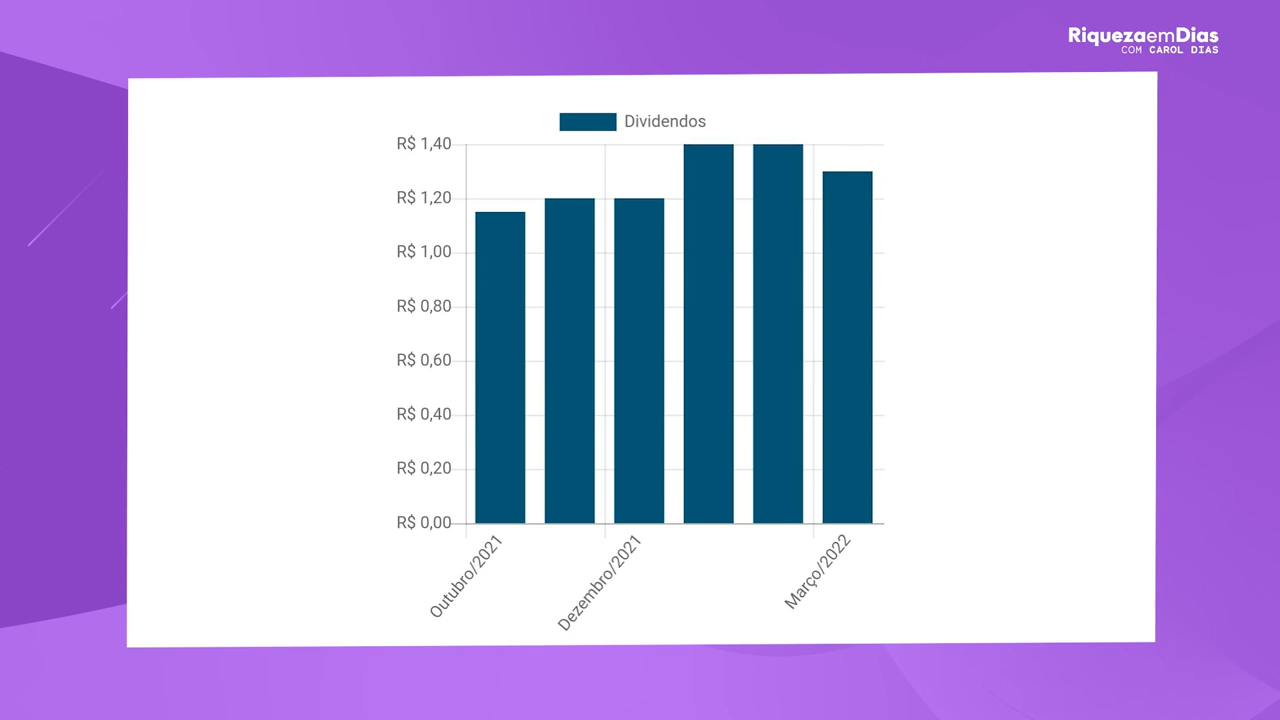 RiquezaemDias
COM CAROL DIAS
Dividendos
R$ 1,40
R$ 1,20
R$ 1,00
R$ 0,80
R$ 0,60
R$ 0,40
R$ 0,20
R$ 0,00
Outubro/2021
Dezembro/2021
Março/2022